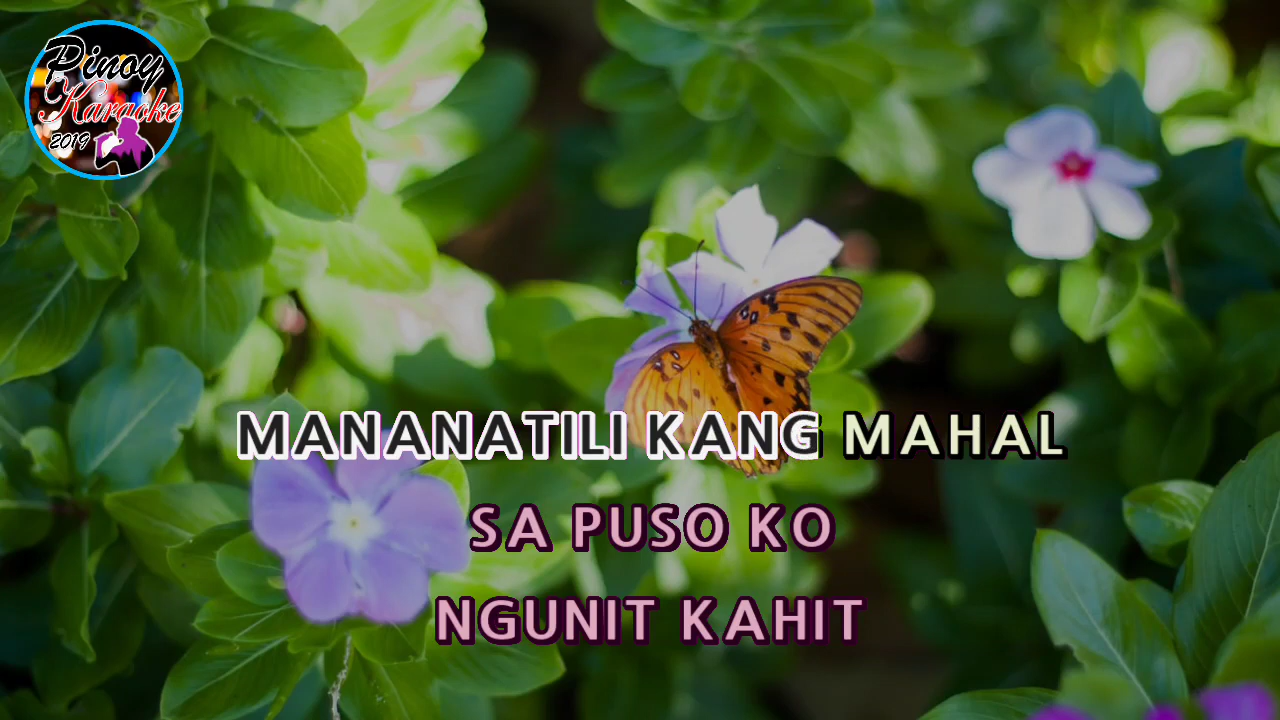 Pinoy
Karaoke
2019
MANANATILI KANG MAHAL
SA PUSO KO
NGUNIT KAHIT